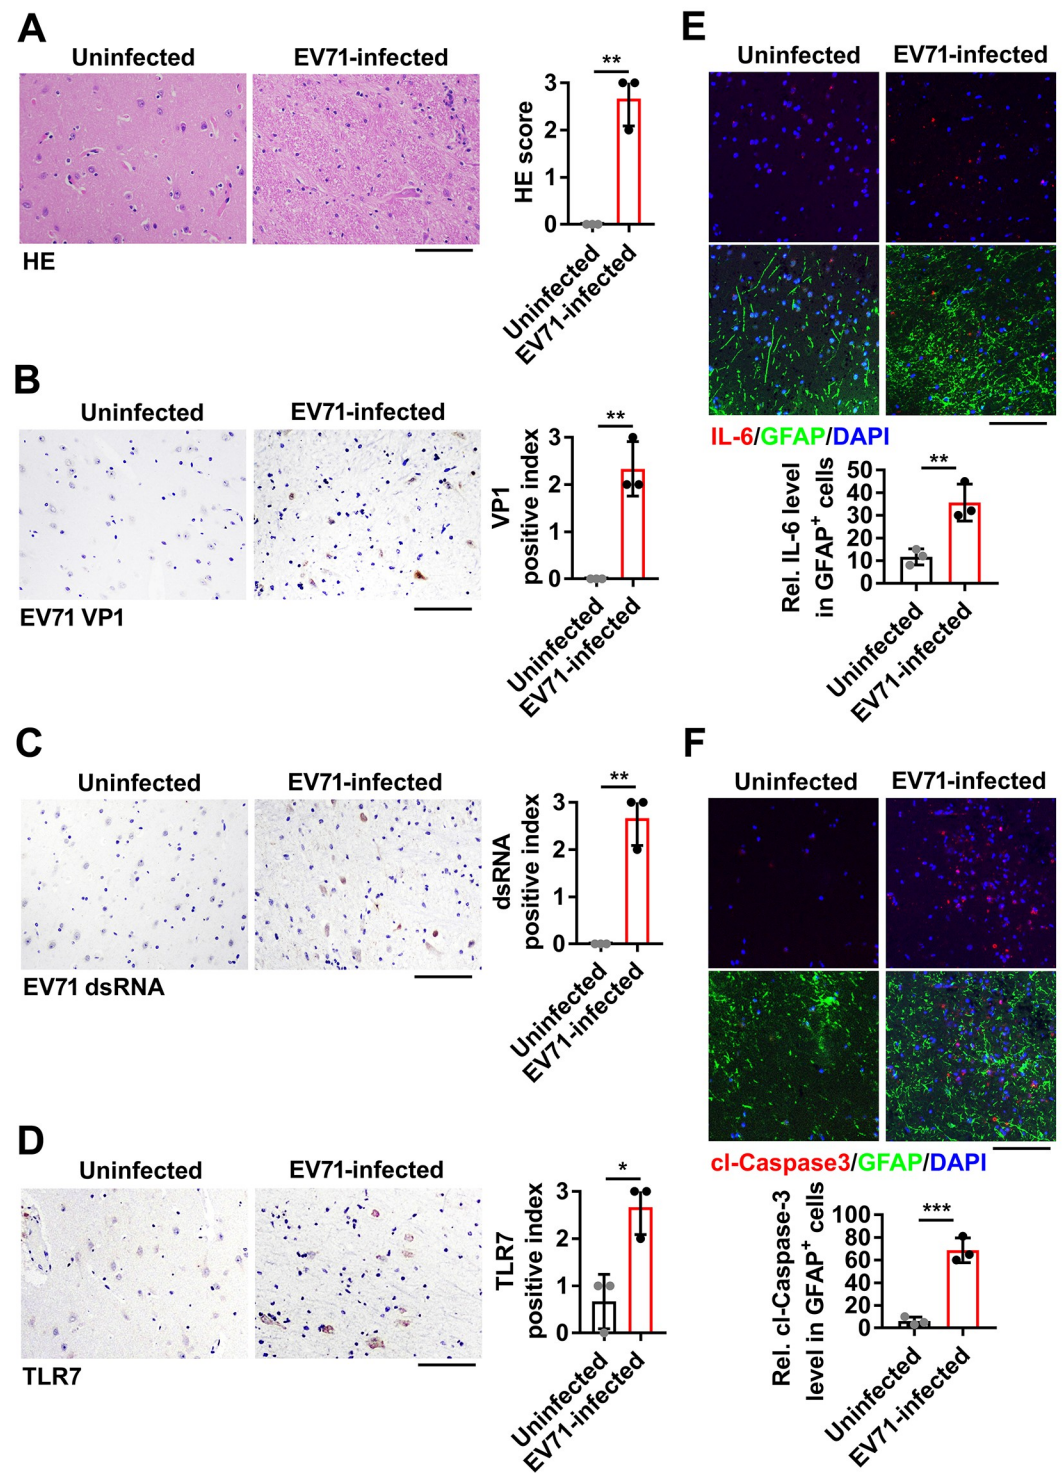 A
Uninfected
EV71-infected
HE
HE score
3
2
1
0
**
Uninfected
EV71-infected
B
Uninfected
EV71-infected
EV71 VP1
VP1
positive index
3
2
1
0
**
Uninfected
EV71-infected
C
Uninfected
EV71-infected
EV71 dsRNA
dsRNA
positive index
3
2
1
0
**
Uninfected
EV71-infected
D
Uninfected
EV71-infected
TLR7
TLR7
positive index
3
2
1
0
*
Uninfected
EV71-infected
E
Uninfected
EV71-infected
IL-6/GFAP/DAPI
Rel. IL-6 level
in GFAP+ cells
50
40
30
20
10
0
**
Uninfected
EV71-infected
F
Uninfected
EV71-infected
cl-Caspase3/GFAP/DAPI
Rel. cl-Caspase-3
level in GFAP+ cells
100
80
60
40
20
0
***
Uninfected
EV71-infected